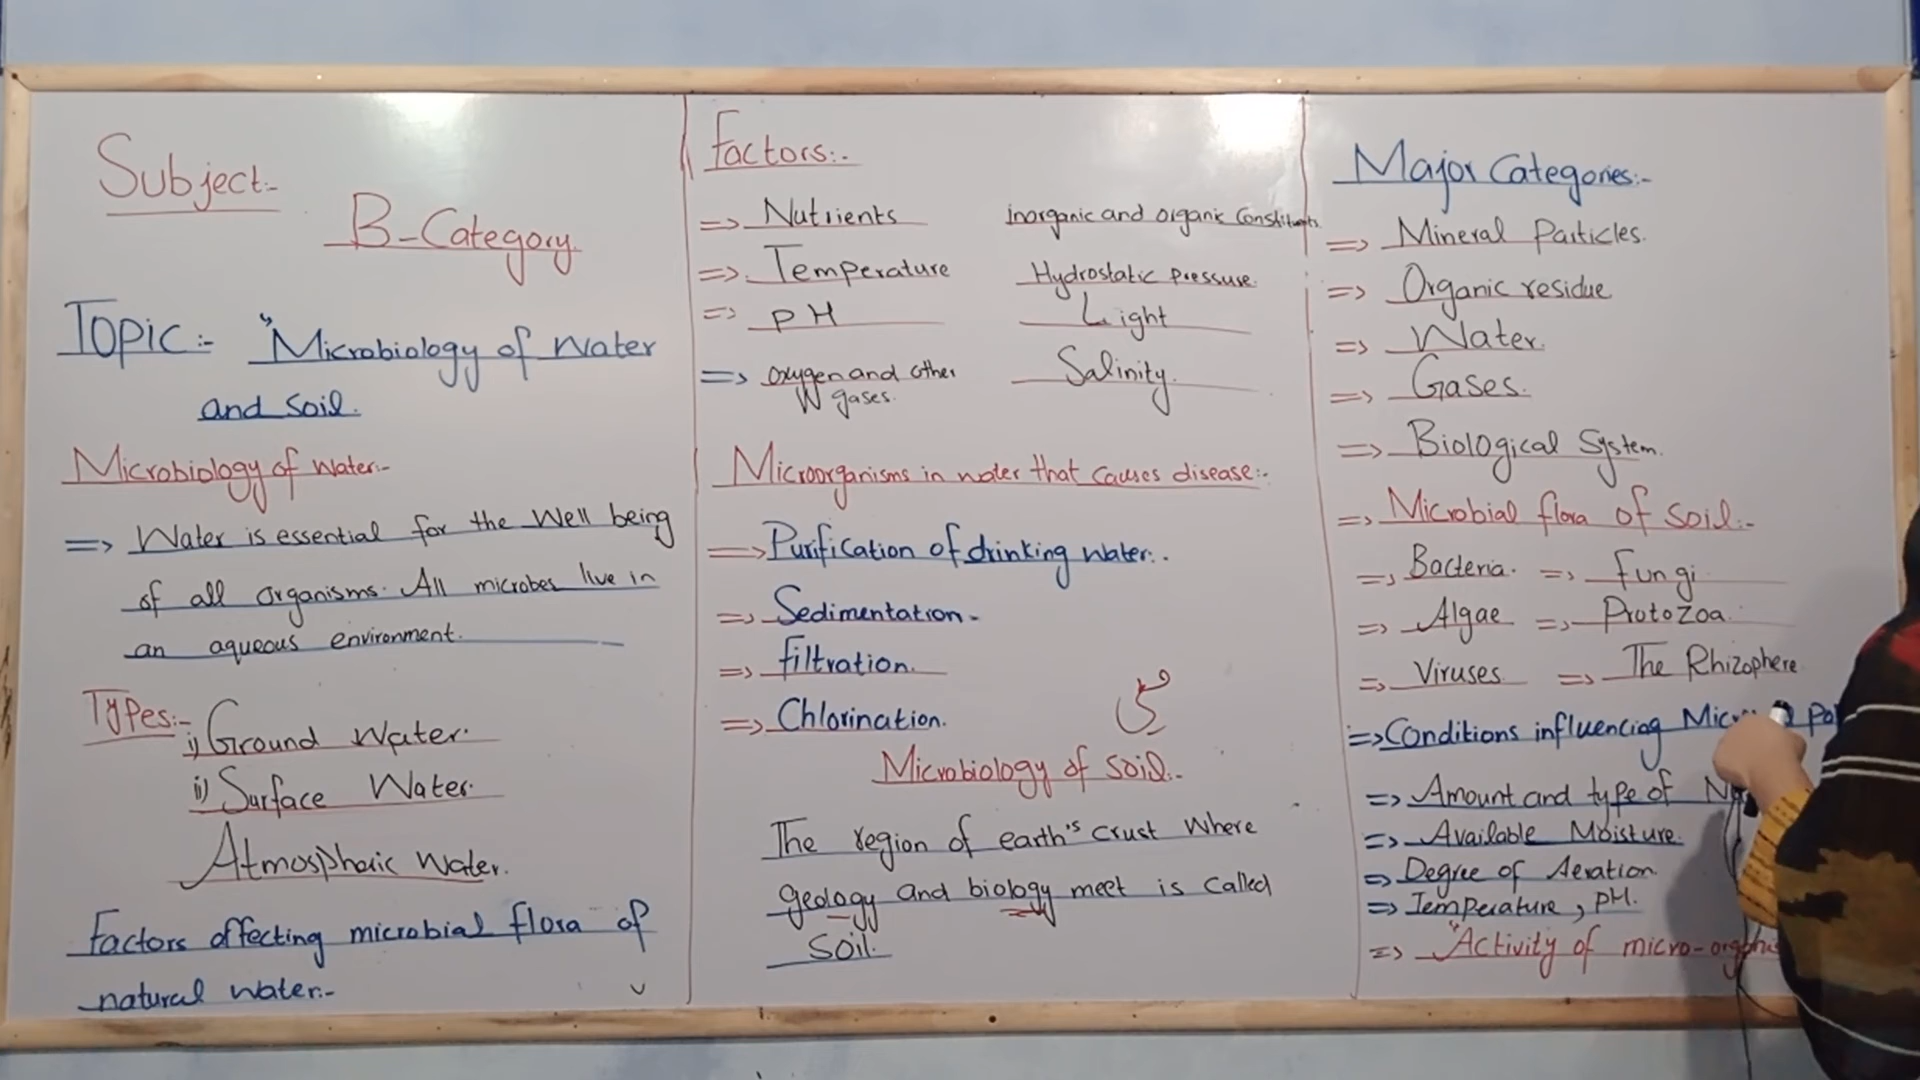 Subject:-
B-Category.
Topic:- "Microbiology of Water
and Soil.
Microbiology of water:-
=> Water is essential for the Well being
of all organisms. All microbes live in
an aqueous environment.
Types:-
i) Ground Water.
ii) Surface Water.
Atmospharic Water.
Factors affecting microbial flora of
natural water:-
Factors:-
=> Nutrients
inorganic and organic
=> Temperature
Hydrostatic pressure.
=> PH
Light
=> oxygen and other
gases.
Salinity.
Microorganisms in water that causes disease:-
=> Purification of drinking water:-
=> Sedimentation-
=> filtration.
=> Chlorination.
Microbiology of soil:-
The region of earth's crust where
geology and biology meet is called
Soil.
Major Categories:-
=> Mineral Particles.
=> Organic residue
=> Water.
=> Gases.
=> Biological System.
=> Microbial flora of Soil:-
=> Bacteria. => Fungi
=> Algae => Protozoa.
=> Viruses. => The Rhizophere
=> Conditions influencing
=> Amount and type of
=> Available Moisture.
=> Degree of Aeration
=> Temperature, pH.
=> "Activity of